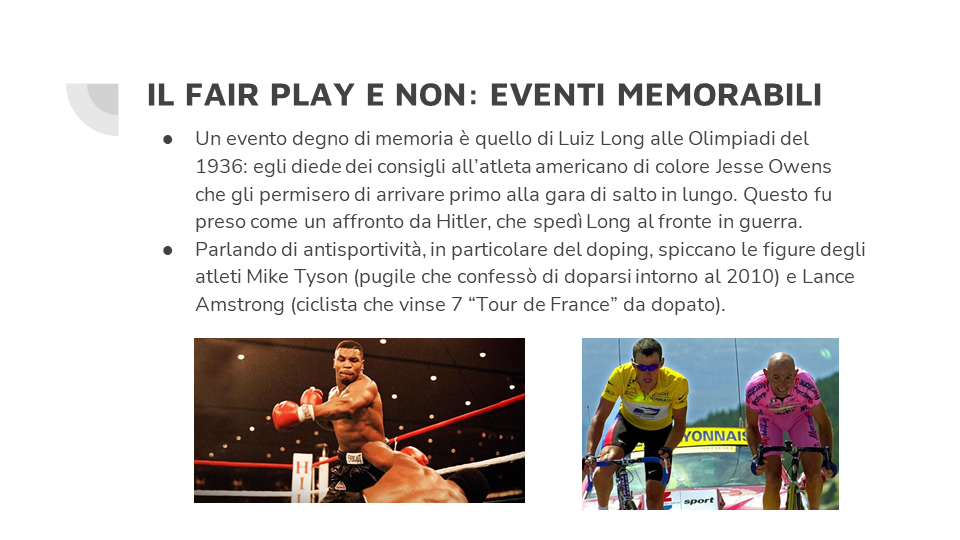 IL FAIR PLAY E NON: EVENTI MEMORABILI
● Un evento degno di memoria è quello di Luiz Long alle Olimpiadi del
1936: egli diede dei consigli all’atleta americano di colore Jesse Owens
che gli permisero di arrivare primo alla gara di salto in lungo. Questo fu
preso come un affronto da Hitler, che spedì Long al fronte in guerra.
● Parlando di antisportività, in particolare del doping, spiccano le figure degli
atleti Mike Tyson (pugile che confessò di doparsi intorno al 2010) e Lance
Amstrong (ciclista che vinse 7 “Tour de France” da dopato).
EVERLAST
H
I
L
YONNAIS
sport